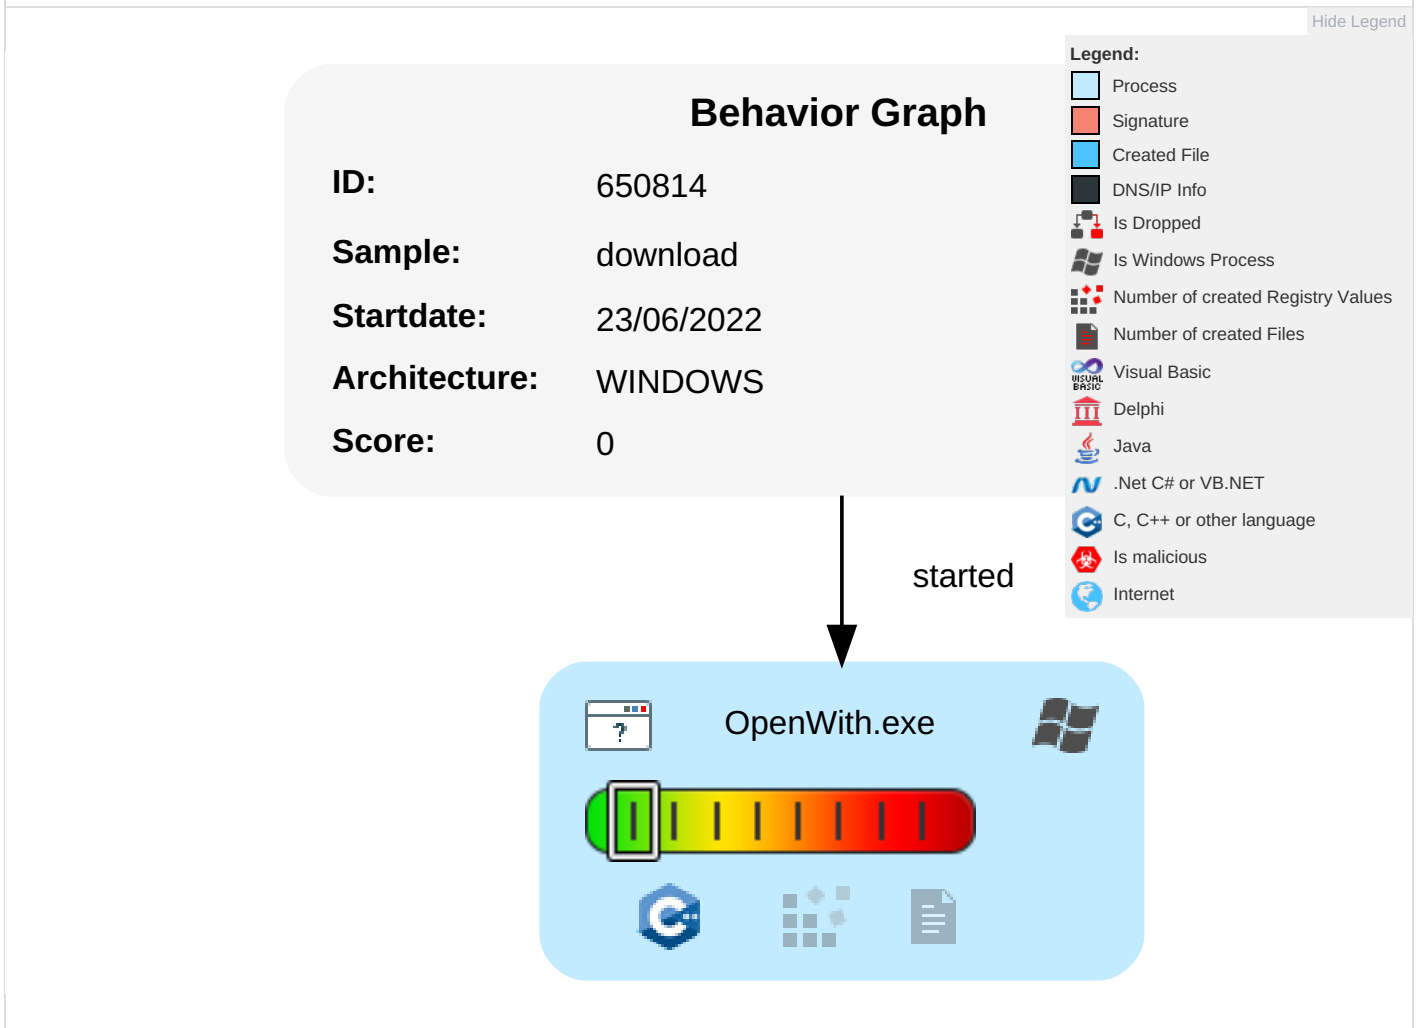 Hide Legend
Legend:
Process
Signature
Created File
DNS/IP Info
Is Dropped
Is Windows Process
Number of created Registry Values
Number of created Files
VISUAL
BASIC
Visual Basic
Delphi
Java
.Net C# or VB.NET
C, C++ or other language
Is malicious
Internet
Behavior Graph
ID: 650814
Sample: download
Startdate: 23/06/2022
Architecture: WINDOWS
Score: 0
started
? OpenWith.exe